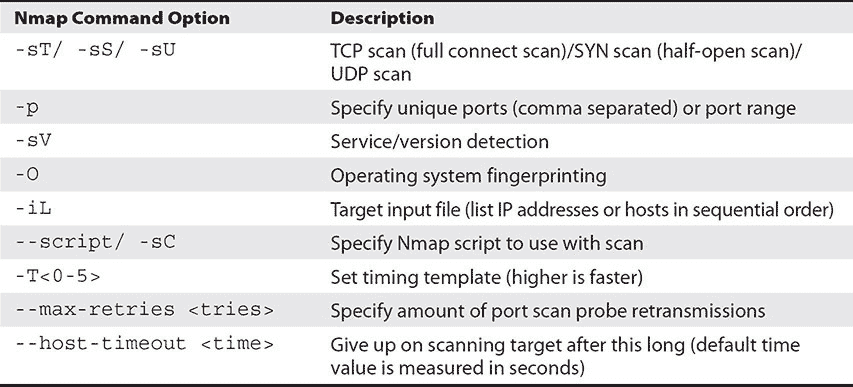 Nmap Command Option Description
-sT/ -sS/ -sU TCP scan (full connect scan)/SYN scan (half-open scan)/
UDP scan
-p Specify unique ports (comma separated) or port range
-sV Service/version detection
-O Operating system fingerprinting
-iL Target input file (list IP addresses or hosts in sequential order)
--script/ -sC Specify Nmap script to use with scan
-T<0-5> Set timing template (higher is faster)
--max-retries <tries> Specify amount of port scan probe retransmissions
--host-timeout <time> Give up on scanning target after this long (default time
value is measured in seconds)